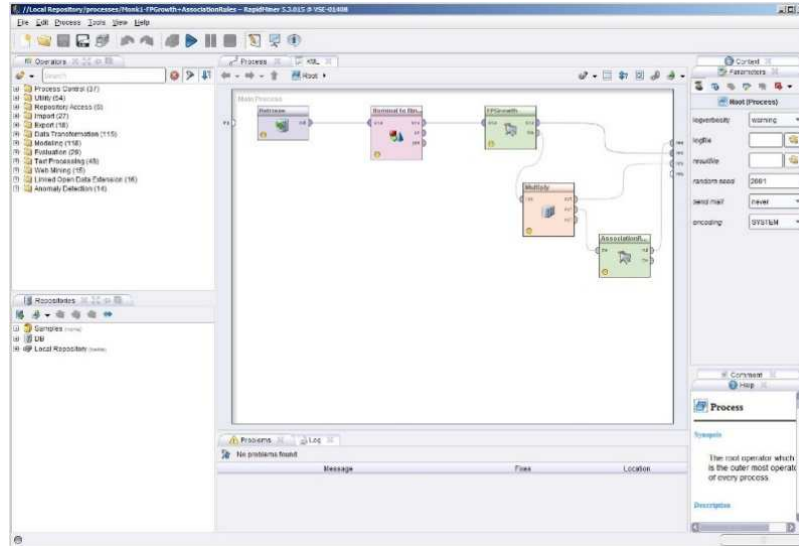 //Local Repository/processes/Monk1-FPGrowth+AssociationRules – RapidMiner 5.3.015 @ VSE-01408
File Edit Process Tools View Help
Operators
Search
Process Control (37)
Utility (54)
Repository Access (6)
Import (27)
Export (18)
Data Transformation (115)
Modeling (118)
Evaluation (29)
Text Processing (45)
Web Mining (15)
Linked Open Data Extension (16)
Anomaly Detection (14)
Repositories
Samples (none)
DB
Local Repository
Process
XML
Root
Main Process
Retrieve
Nominal to Bin...
FPGrowth
Multiply
AssociationR...
Problems
Log
No problems found
Message Fixes Location
Context
Parameters
Root (Process)
logverbosity warning
logfile
resultfile
random seed 2001
send mail never
encoding SYSTEM
Comment
Help
Process
Synopsis
The root operator which
is the outer most operato
of every process.
Description